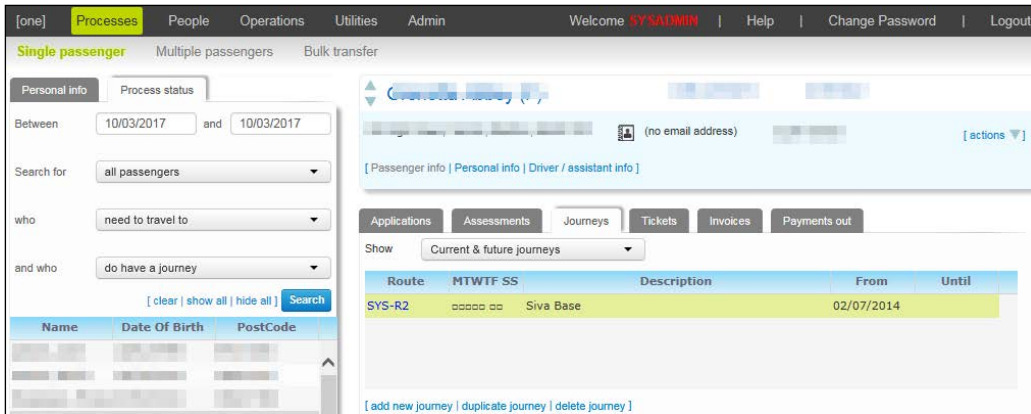 [one] Processes People Operations Utilities Admin Welcome SYSADMIN | Help | Change Password | Logout
Single passenger Multiple passengers Bulk transfer
Personal info Process status
Between 10/03/2017 and 10/03/2017
Search for all passengers
who need to travel to
and who do have a journey
[ clear | show all | hide all ] Search
Name Date Of Birth PostCode
(no email address) [ actions ]
[ Passenger info | Personal info | Driver / assistant info ]
Applications Assessments Journeys Tickets Invoices Payments out
Show Current & future journeys
Route MTWTF SS Description From Until
SYS-R2 Siva Base 02/07/2014
[ add new journey | duplicate journey | delete journey ]